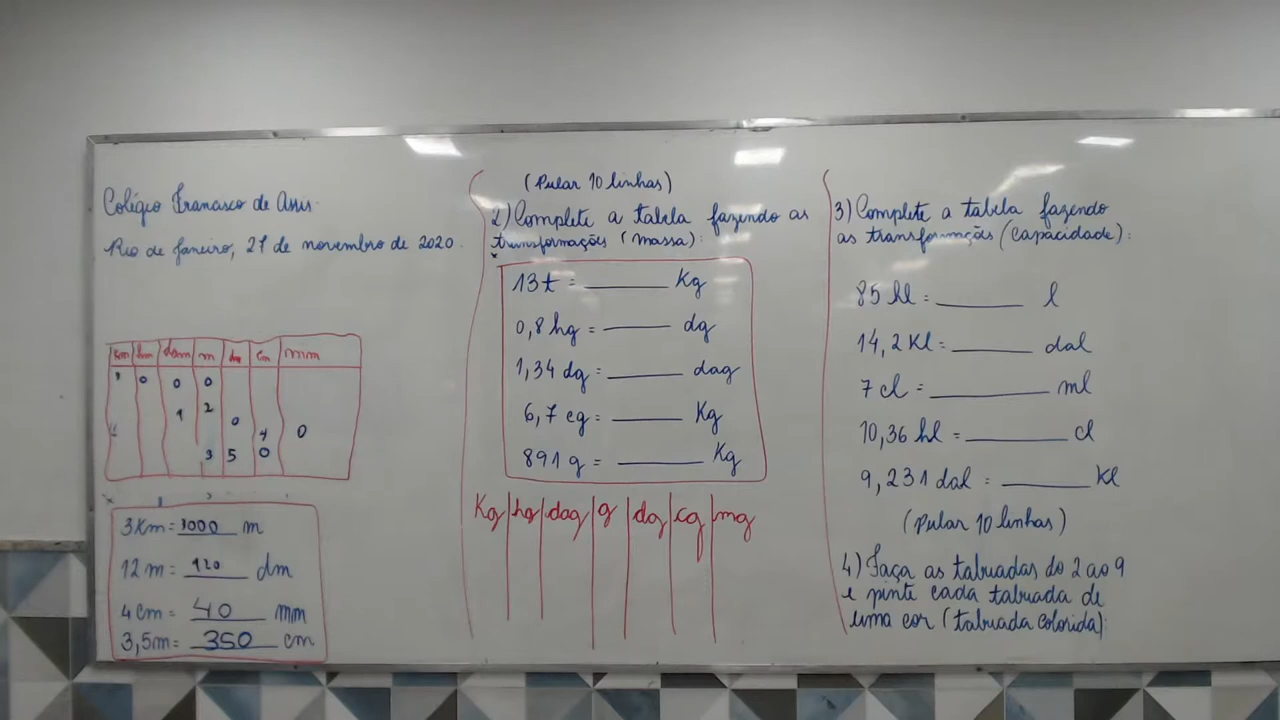 Colégio Francisco de Assis
Rio de Janeiro, 27 de novembro de 2020.
Km hm dam m dm cm mm
0 0 0
1 2 0
4 0
3 5 0
3Km = 3000 m
12m = 120 dm
4cm = 40 mm
3,5m = 350 cm
(Pular 10 linhas)
2) Complete a tabela fazendo as
transformações (massa):
13t = ______ Kg
0,8 hg = ______ dg
1,34 dg = ______ dag
6,7 cg = ______ Kg
891 g = ______ Kg
Kg hg dag g dg cg mg
3) Complete a tabela fazendo
as transformações (capacidade):
85 hl = ______ l
14,2 Kl = ______ dal
7 cl = ______ ml
10,36 hl = ______ cl
9,231 dal = ______ Kl
(Pular 10 linhas)
4) Faça as tabuadas do 2 ao 9
e pinte cada tabuada de
uma cor (tabuada colorida).